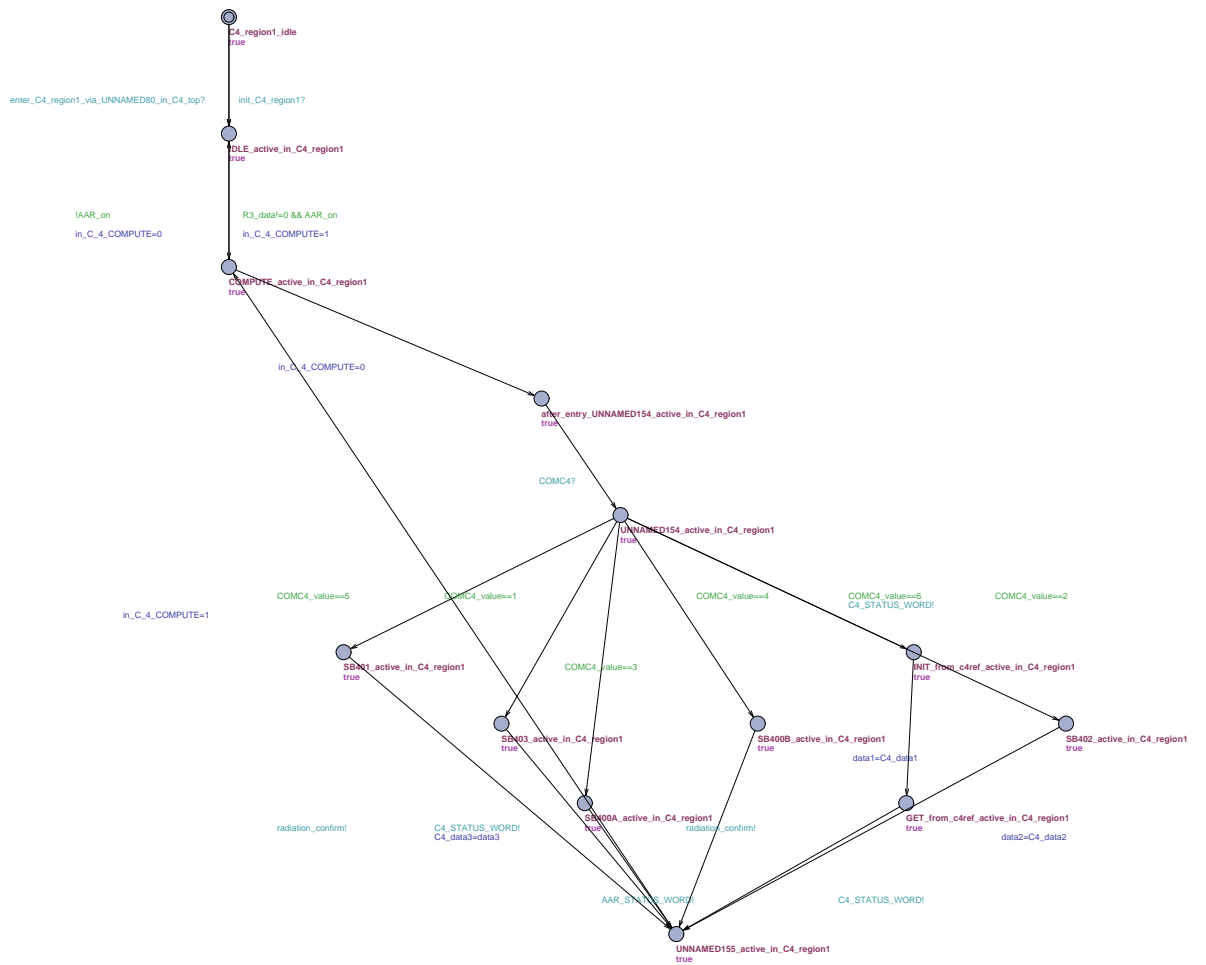 C4_region1_idle
true
enter_C4_region1_via_UNNAMED80_in_C4_top?
init_C4_region1?
IDLE_active_in_C4_region1
true
!AAR_on
R3_data!=0 && AAR_on
in_C_4_COMPUTE=0
in_C_4_COMPUTE=1
COMPUTE_active_in_C4_region1
true
in_C_4_COMPUTE=0
after_entry_UNNAMED154_active_in_C4_region1
true
COMC4?
UNNAMED154_active_in_C4_region1
true
COMC4_value==5
COMC4_value==1
COMC4_value==4
COMC4_value==6
COMC4_value==2
C4_STATUS_WORD!
in_C_4_COMPUTE=1
SB401_active_in_C4_region1
true
COMC4_value==3
INIT_from_c4ref_active_in_C4_region1
true
SB403_active_in_C4_region1
true
SB400B_active_in_C4_region1
true
SB402_active_in_C4_region1
true
data1=C4_data1
SB400A_active_in_C4_region1
true
GET_from_c4ref_active_in_C4_region1
true
radiation_confirm!
C4_STATUS_WORD!
C4_data3=data3
radiation_confirm!
data2=C4_data2
AAR_STATUS_WORD!
C4_STATUS_WORD!
UNNAMED155_active_in_C4_region1
true